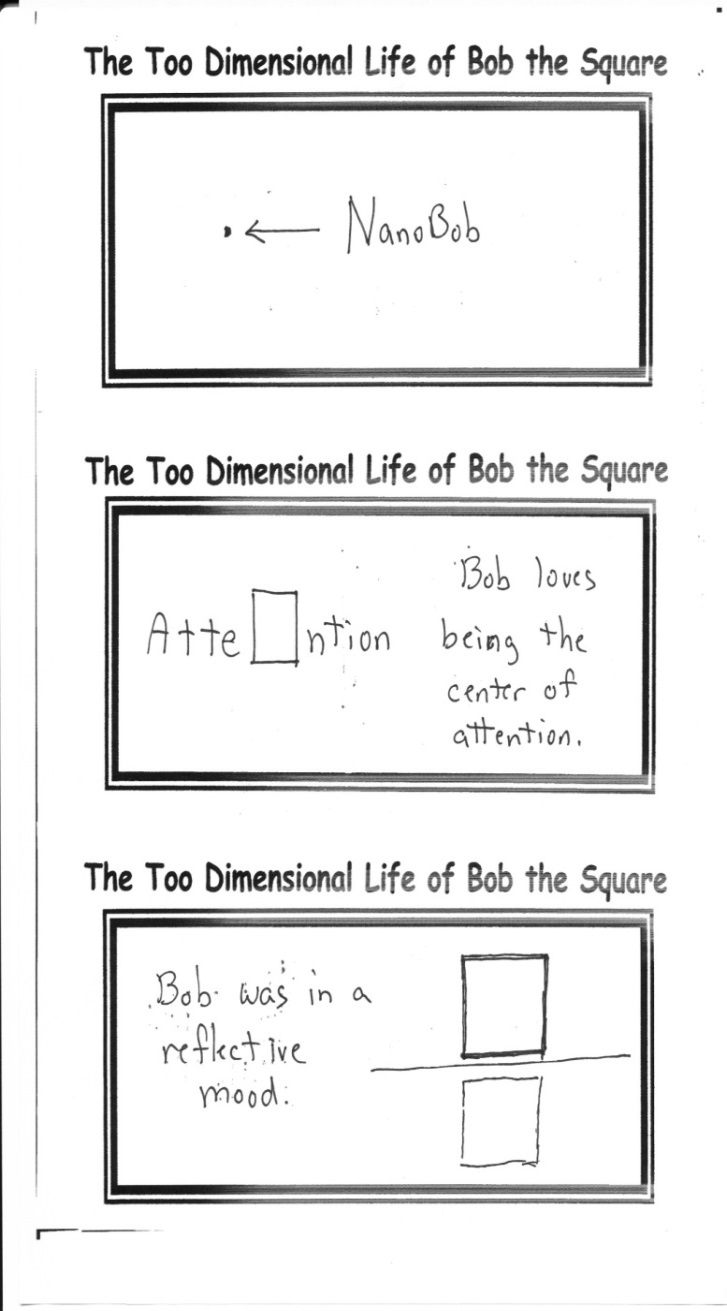 The Too Dimensional Life of Bob the Square
NanoBob
The Too Dimensional Life of Bob the Square
Atte ntion
Bob loves
being the
center of
attention.
The Too Dimensional Life of Bob the Square
Bob was in a
reflective
mood.